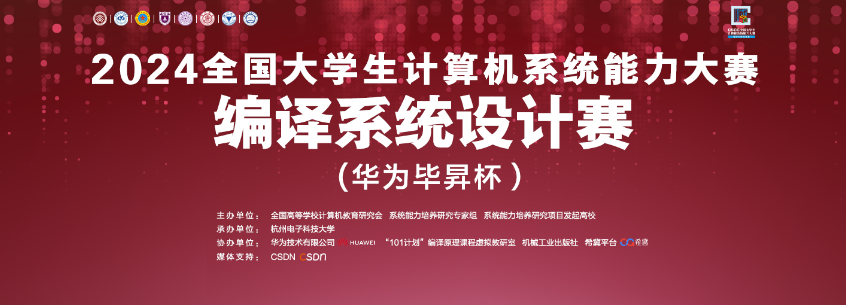 2024全国大学生计算机系统能力大赛
编译系统设计赛
（华为毕昇杯）
主办单位： 全国高等学校计算机教育研究会 系统能力培养研究专家组 系统能力培养研究项目发起高校
承办单位： 杭州电子科技大学
协办单位： 华为技术有限公司 HUAWEI “101计划”编译原理课程虚拟教研室 机械工业出版社 希冀平台 希冀
媒体支持： CSDN CSDN